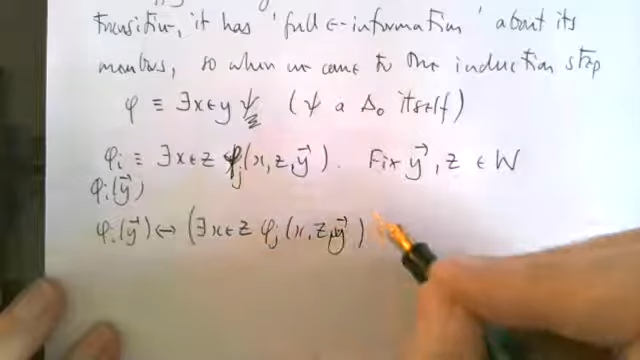 transitive, it has 'full ∈-information' about its
members, so when we come to the induction step
φ ≡ ∃x∈y ψ (ψ a Δ₀ itself)
φᵢ ≡ ∃x∈z φⱼ(x,z,y⃗). Fix y⃗, z ∈ W
φᵢ(y⃗)
φᵢ(y⃗) ↔ (∃x∈z φⱼ(x,z,y⃗)